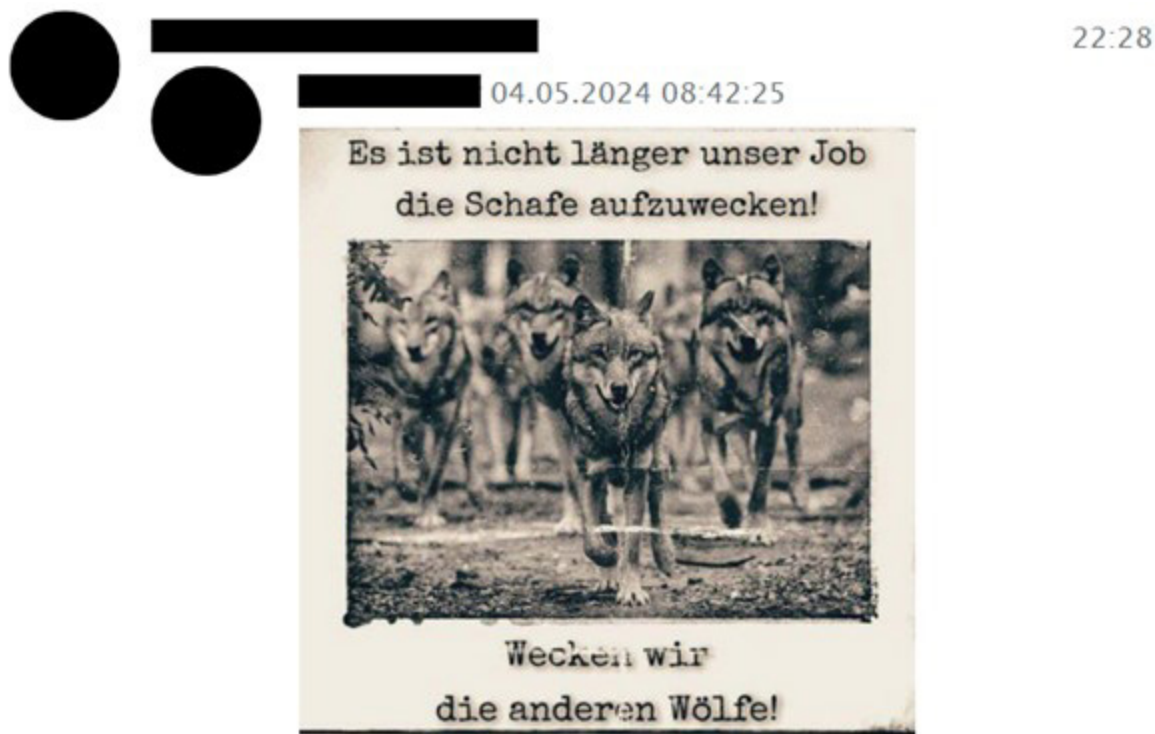 22:28
04.05.2024 08:42:25
Es ist nicht länger unser Job
die Schafe aufzuwecken!
Wecken wir
die anderen Wölfe!